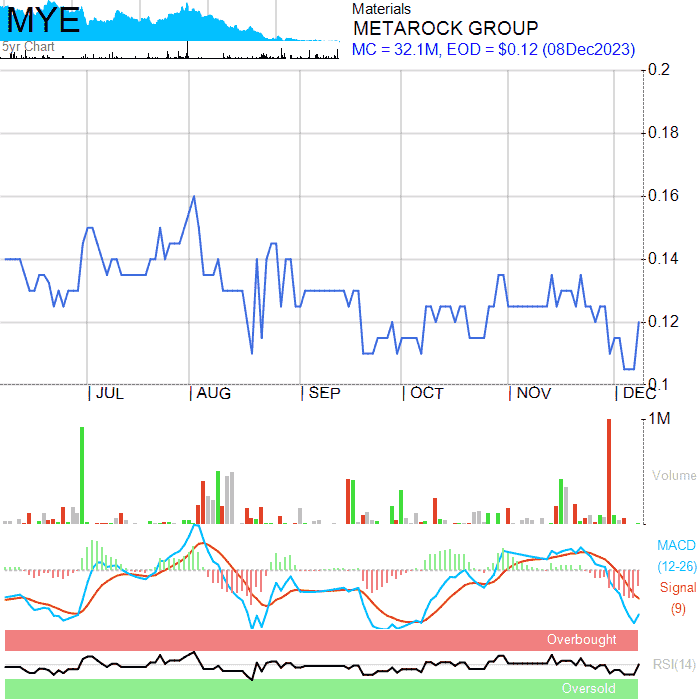 MYE
5yr Chart
Materials
METAROCK GROUP
MC = 32.1M, EOD = $0.12 (08Dec2023)
0.2
0.18
0.16
0.14
0.12
0.1
JUL AUG SEP OCT NOV DEC
1M
Volume
MACD
(12-26)
Signal
(9)
Overbought
RSI(14)
Oversold